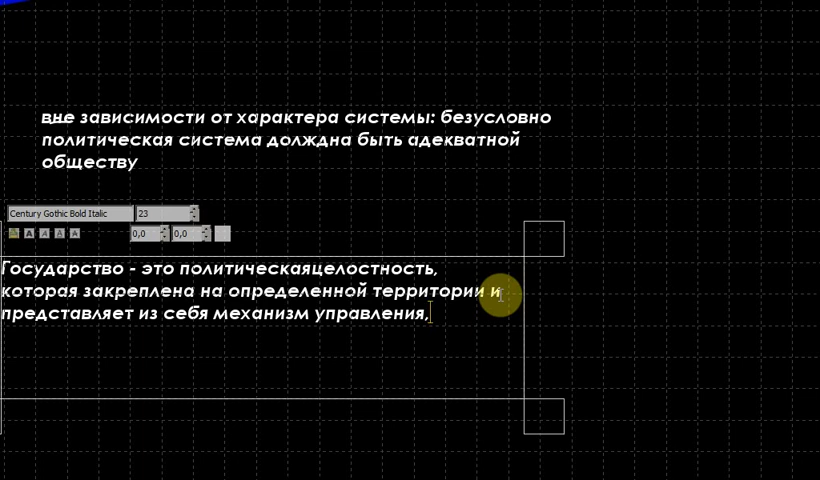 вне зависимости от характера системы: безусловно
политическая система долждна быть адекватной
обществу
Century Gothic Bold Italic 23
A A A A 0,0 0,0
Государство - это политическаяцелостность,
которая закреплена на определенной территории и
представляет из себя механизм управления,